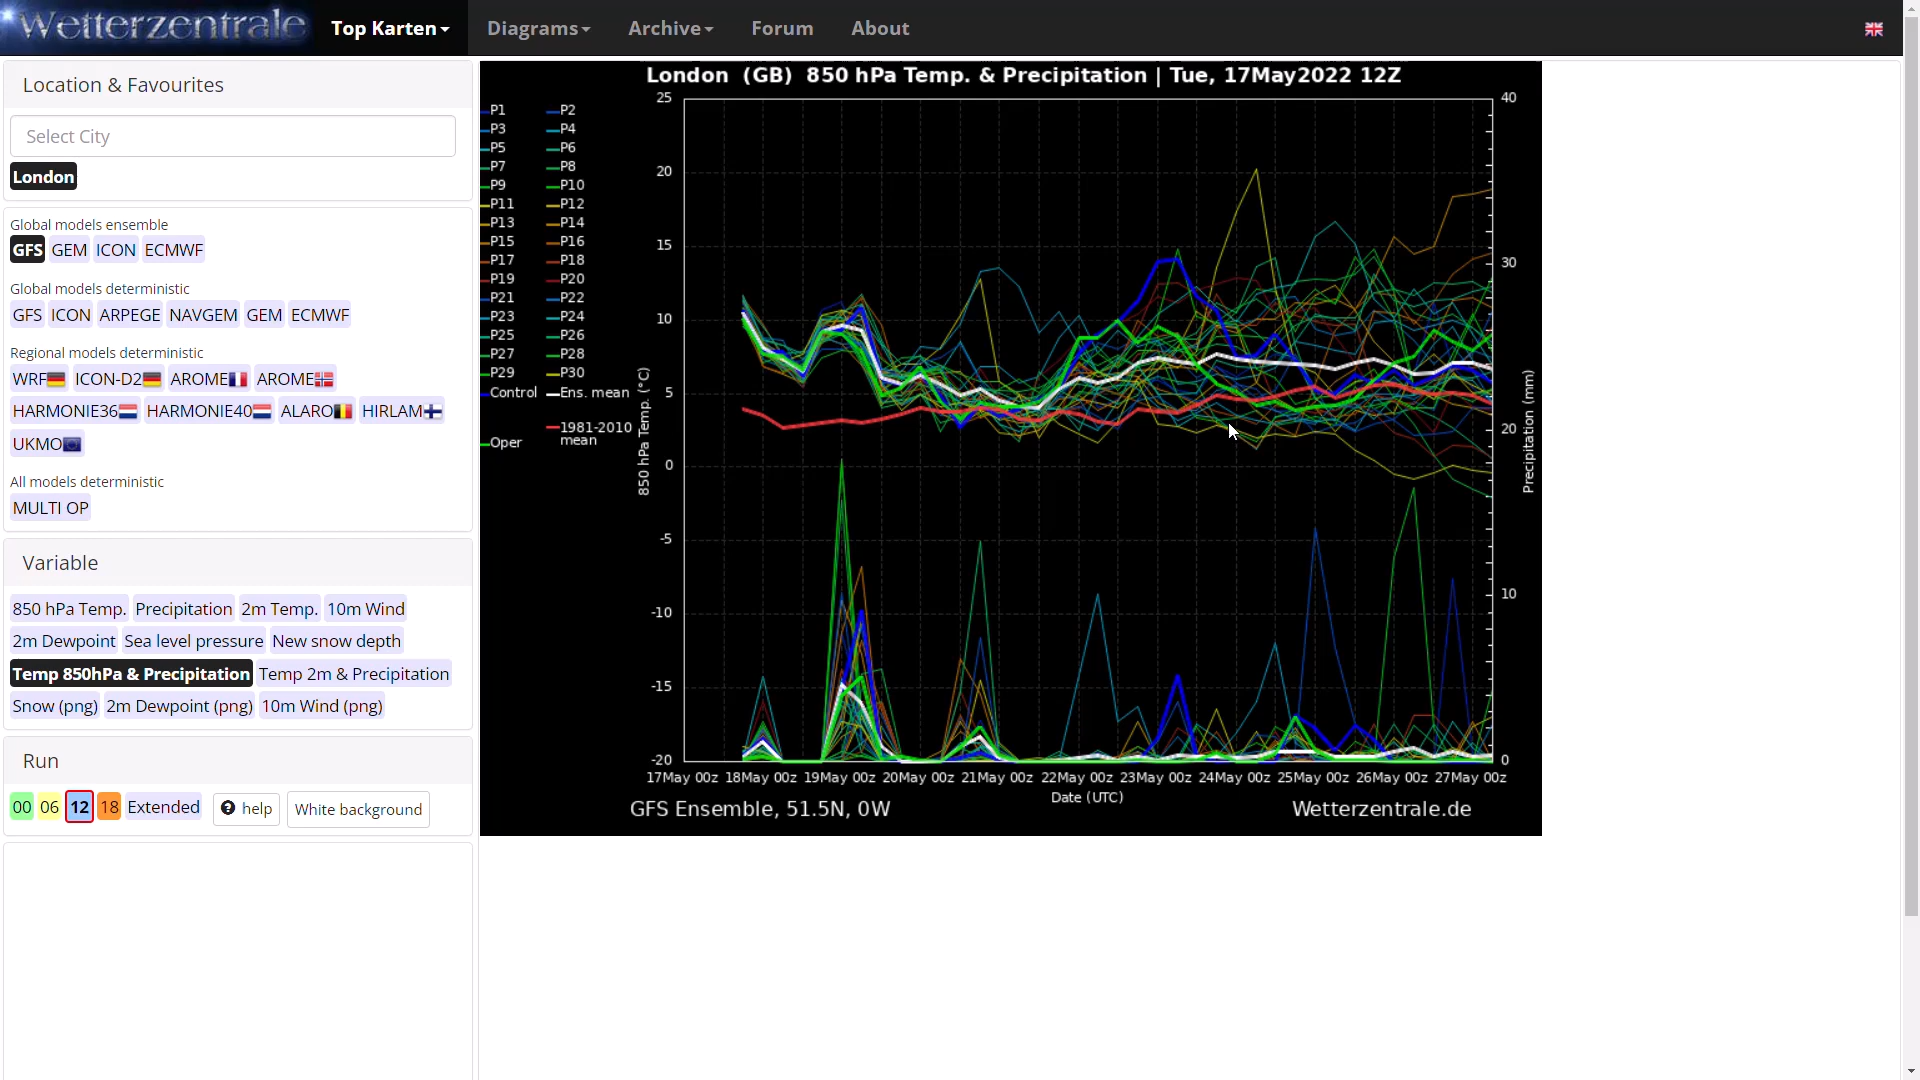 Wetterzentrale
Top Karten Diagrams Archive Forum About
Location & Favourites
Select City
London
Global models ensemble
GFS GEM ICON ECMWF
Global models deterministic
GFS ICON ARPEGE NAVGEM GEM ECMWF
Regional models deterministic
WRF ICON-D2 AROME AROME
HARMONIE36 HARMONIE40 ALARO HIRLAM
UKMO
All models deterministic
MULTI OP
Variable
850 hPa Temp. Precipitation 2m Temp. 10m Wind
2m Dewpoint Sea level pressure New snow depth
Temp 850hPa & Precipitation Temp 2m & Precipitation
Snow (png) 2m Dewpoint (png) 10m Wind (png)
Run
00 06 12 18 Extended help White background
London (GB) 850 hPa Temp. & Precipitation | Tue, 17May2022 12Z
P1 P2
P3 P4
P5 P6
P7 P8
P9 P10
P11 P12
P13 P14
P15 P16
P17 P18
P19 P20
P21 P22
P23 P24
P25 P26
P27 P28
P29 P30
Control Ens. mean
Oper 1981-2010
mean
850 hPa Temp. (°C)
25
20
15
10
5
0
-5
-10
-15
-20
40
30
20
10
0
Precipitation (mm)
17May 00z 18May 00z 19May 00z 20May 00z 21May 00z 22May 00z 23May 00z 24May 00z 25May 00z 26May 00z 27May 00z
Date (UTC)
GFS Ensemble, 51.5N, 0W Wetterzentrale.de